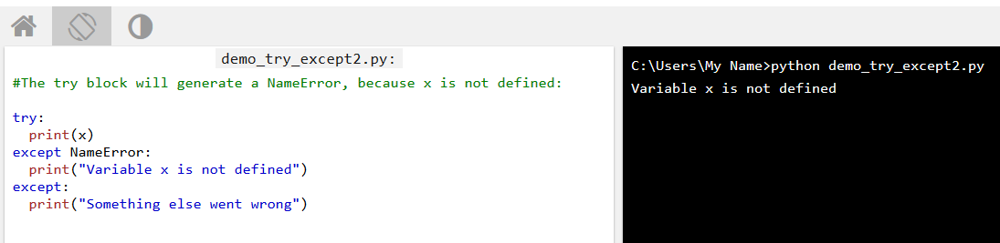 demo_try_except2.py:
#The try block will generate a NameError, because x is not defined:
try:
  print(x)
except NameError:
  print("Variable x is not defined")
except:
  print("Something else went wrong")
C:\Users\My Name>python demo_try_except2.py
Variable x is not defined